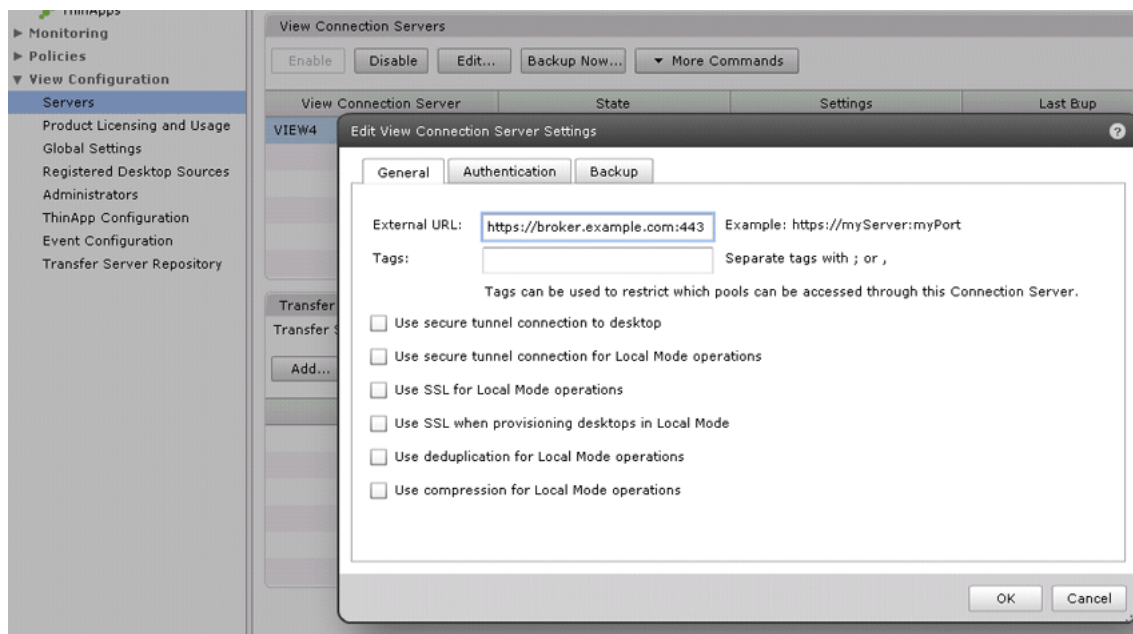 ThinApps
Monitoring
Policies
View Configuration
Servers
Product Licensing and Usage
Global Settings
Registered Desktop Sources
Administrators
ThinApp Configuration
Event Configuration
Transfer Server Repository
View Connection Servers
Enable Disable Edit... Backup Now... More Commands
View Connection Server State Settings Last Bup
VIEW4
Transfer
Transfer S
Add...
Edit View Connection Server Settings ?
General Authentication Backup
External URL: https://broker.example.com:443 Example: https://myServer:myPort
Tags: Separate tags with ; or ,
Tags can be used to restrict which pools can be accessed through this Connection Server.
Use secure tunnel connection to desktop
Use secure tunnel connection for Local Mode operations
Use SSL for Local Mode operations
Use SSL when provisioning desktops in Local Mode
Use deduplication for Local Mode operations
Use compression for Local Mode operations
OK Cancel